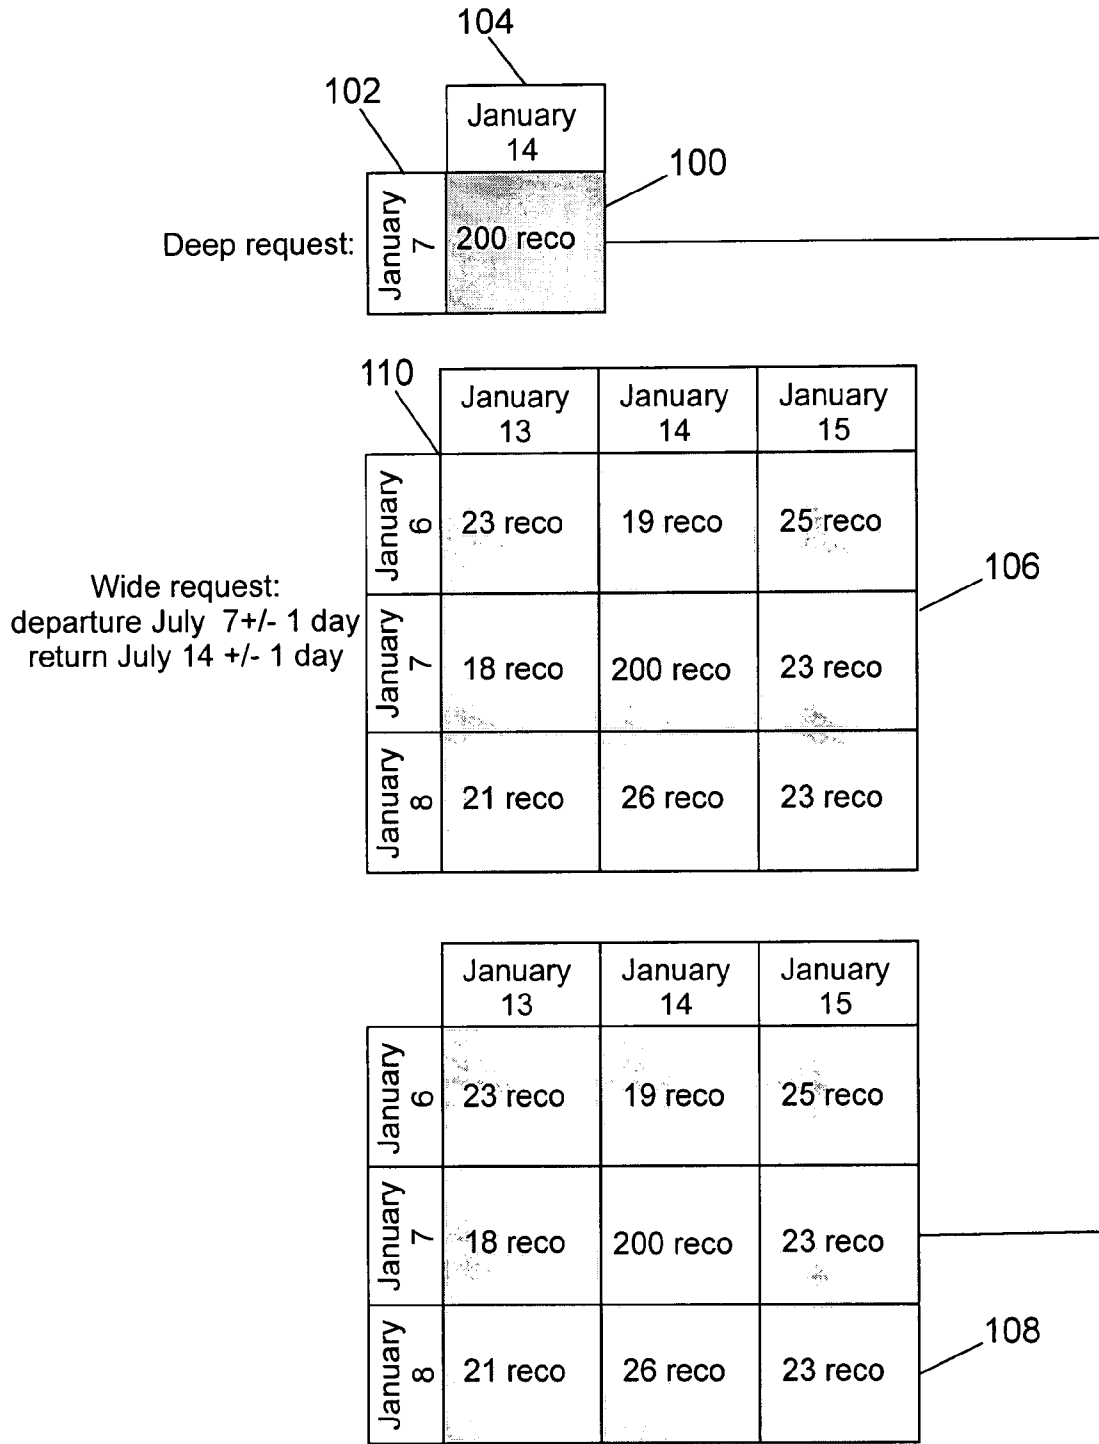 104
102
January
14
100
Deep request:
January
7
200 reco
110
January
13
January
14
January
15
January
6
23 reco
19 reco
25 reco
106
Wide request:
departure July 7+/- 1 day
return July 14 +/- 1 day
January
7
18 reco
200 reco
23 reco
January
8
21 reco
26 reco
23 reco
January
13
January
14
January
15
January
6
23 reco
19 reco
25 reco
January
7
18 reco
200 reco
23 reco
108
January
8
21 reco
26 reco
23 reco